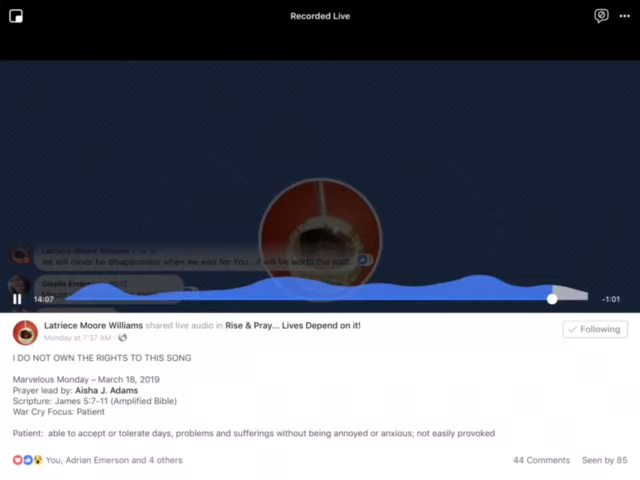 Recorded Live
Latriece Moore Williams
we will never be disappointed when we wait for You...it will be worth the wait
Giselle
14:07
-1:01
Latriece Moore Williams shared live audio in Rise & Pray... Lives Depend on it!
Following
Monday at 7:37 AM
I DO NOT OWN THE RIGHTS TO THIS SONG
Marvelous Monday – March 18, 2019
Prayer lead by: Aisha J. Adams
Scripture: James 5:7-11 (Amplified Bible)
War Cry Focus: Patient
Patient: able to accept or tolerate days, problems and sufferings without being annoyed or anxious; not easily provoked
You, Adrian Emerson and 4 others
44 Comments
Seen by 85